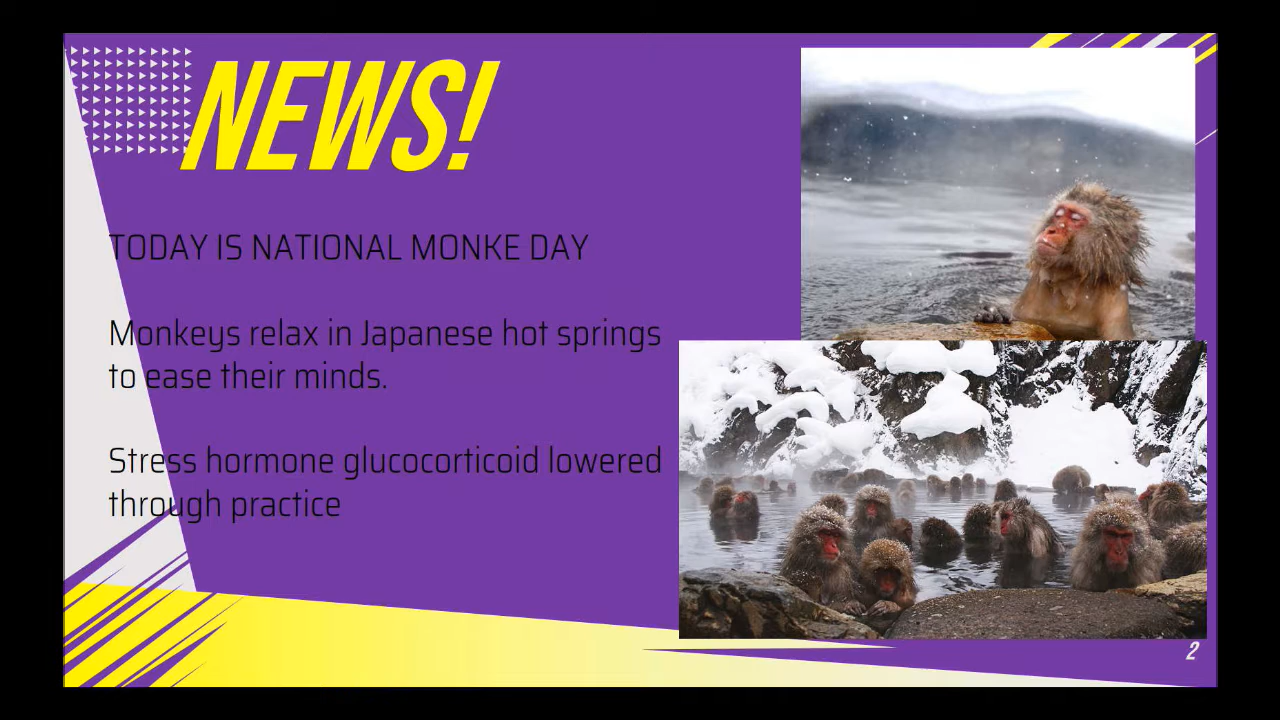 NEWS!
TODAY IS NATIONAL MONKE DAY
Monkeys relax in Japanese hot springs
to ease their minds.
Stress hormone glucocorticoid lowered
through practice
2